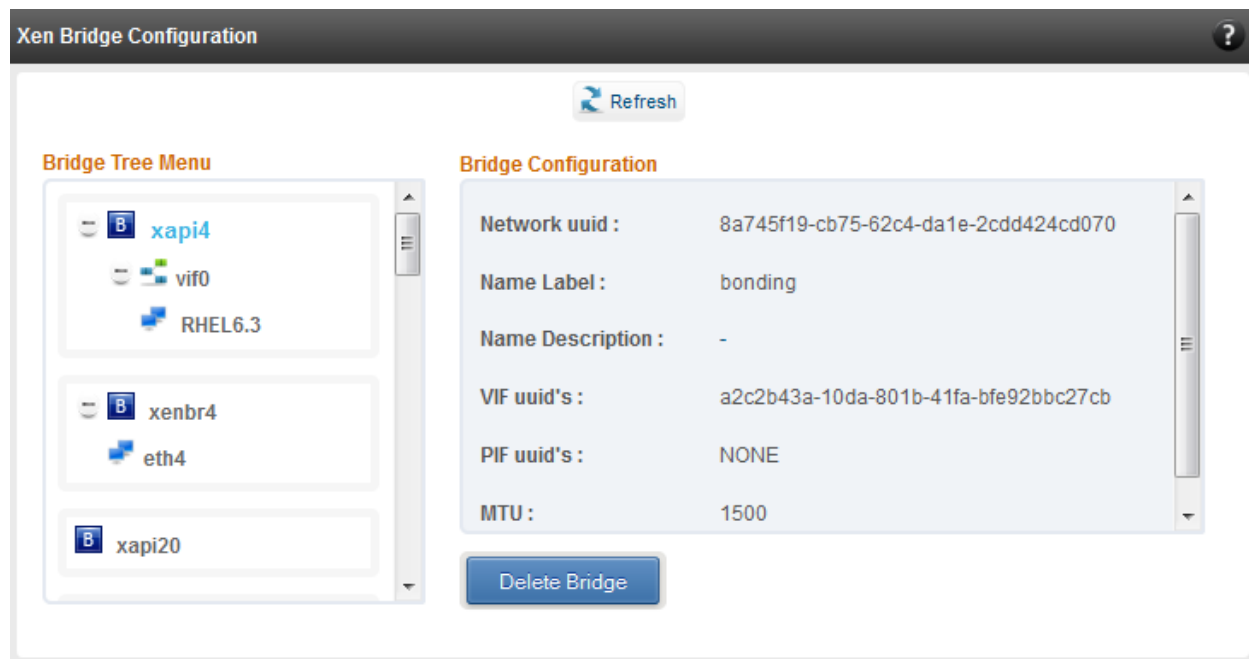 Xen Bridge Configuration ?
Refresh
Bridge Tree Menu
B xapi4
vif0
RHEL6.3
B xenbr4
eth4
B xapi20
Bridge Configuration
Network uuid : 8a745f19-cb75-62c4-da1e-2cdd424cd070
Name Label : bonding
Name Description : -
VIF uuid's : a2c2b43a-10da-801b-41fa-bfe92bbc27cb
PIF uuid's : NONE
MTU : 1500
Delete Bridge